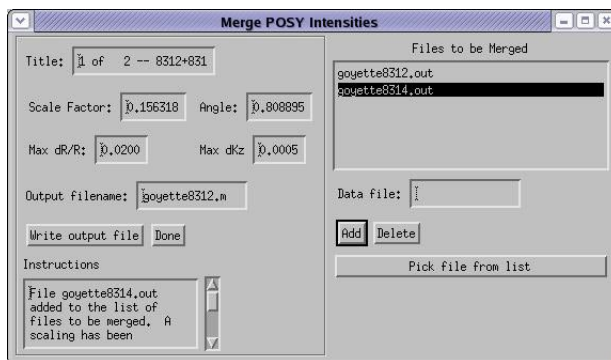 Merge POSY Intensities
Title: 1 of 2 -- 8312+831
Scale Factor: 0.156318 Angle: 0.808895
Max dR/R: 0.0200 Max dKz 0.0005
Output filename: goyette8312.m
Write output file Done
Instructions
File goyette8314.out
added to the list of
files to be merged. A
scaling has been
Files to be Merged
goyette8312.out
goyette8314.out
Data file:
Add Delete
Pick file from list